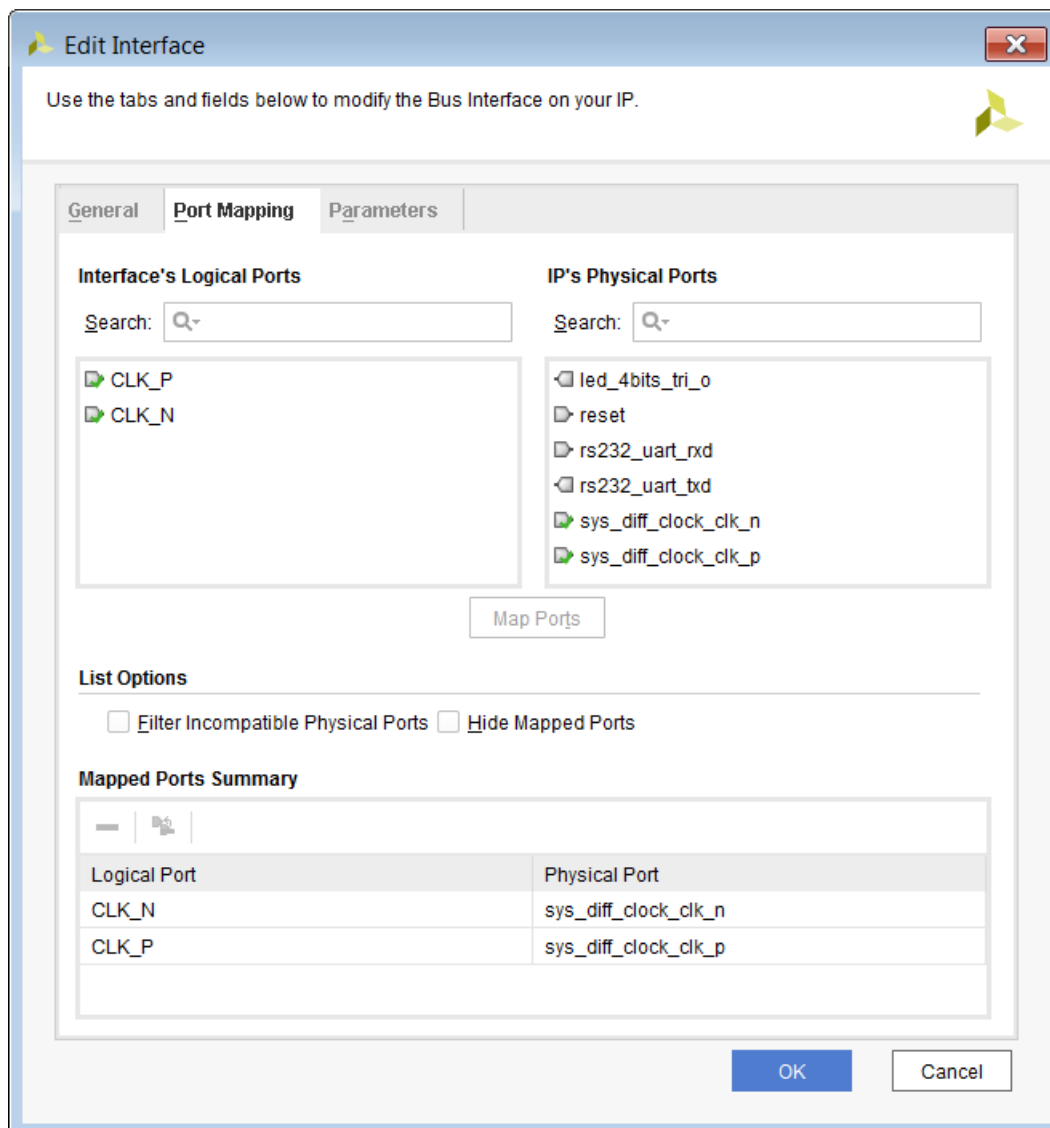 Edit Interface
Use the tabs and fields below to modify the Bus Interface on your IP.
General Port Mapping Parameters
Interface's Logical Ports
Search:
CLK_P
CLK_N
IP's Physical Ports
Search:
led_4bits_tri_o
reset
rs232_uart_rxd
rs232_uart_txd
sys_diff_clock_clk_n
sys_diff_clock_clk_p
Map Ports
List Options
Filter Incompatible Physical Ports Hide Mapped Ports
Mapped Ports Summary
Logical Port Physical Port
CLK_N sys_diff_clock_clk_n
CLK_P sys_diff_clock_clk_p
OK Cancel